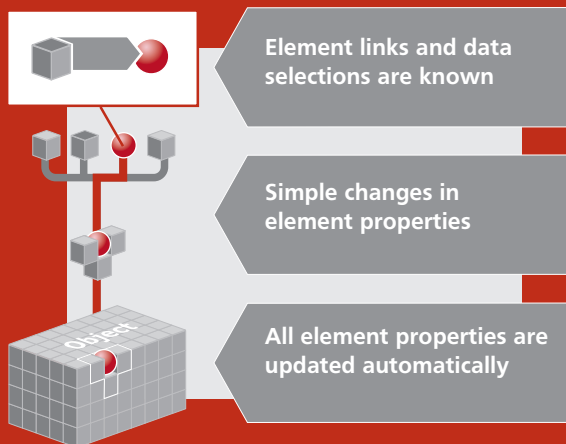 Element links and data
selections are known
Simple changes in
element properties
Object
All element properties are
updated automatically